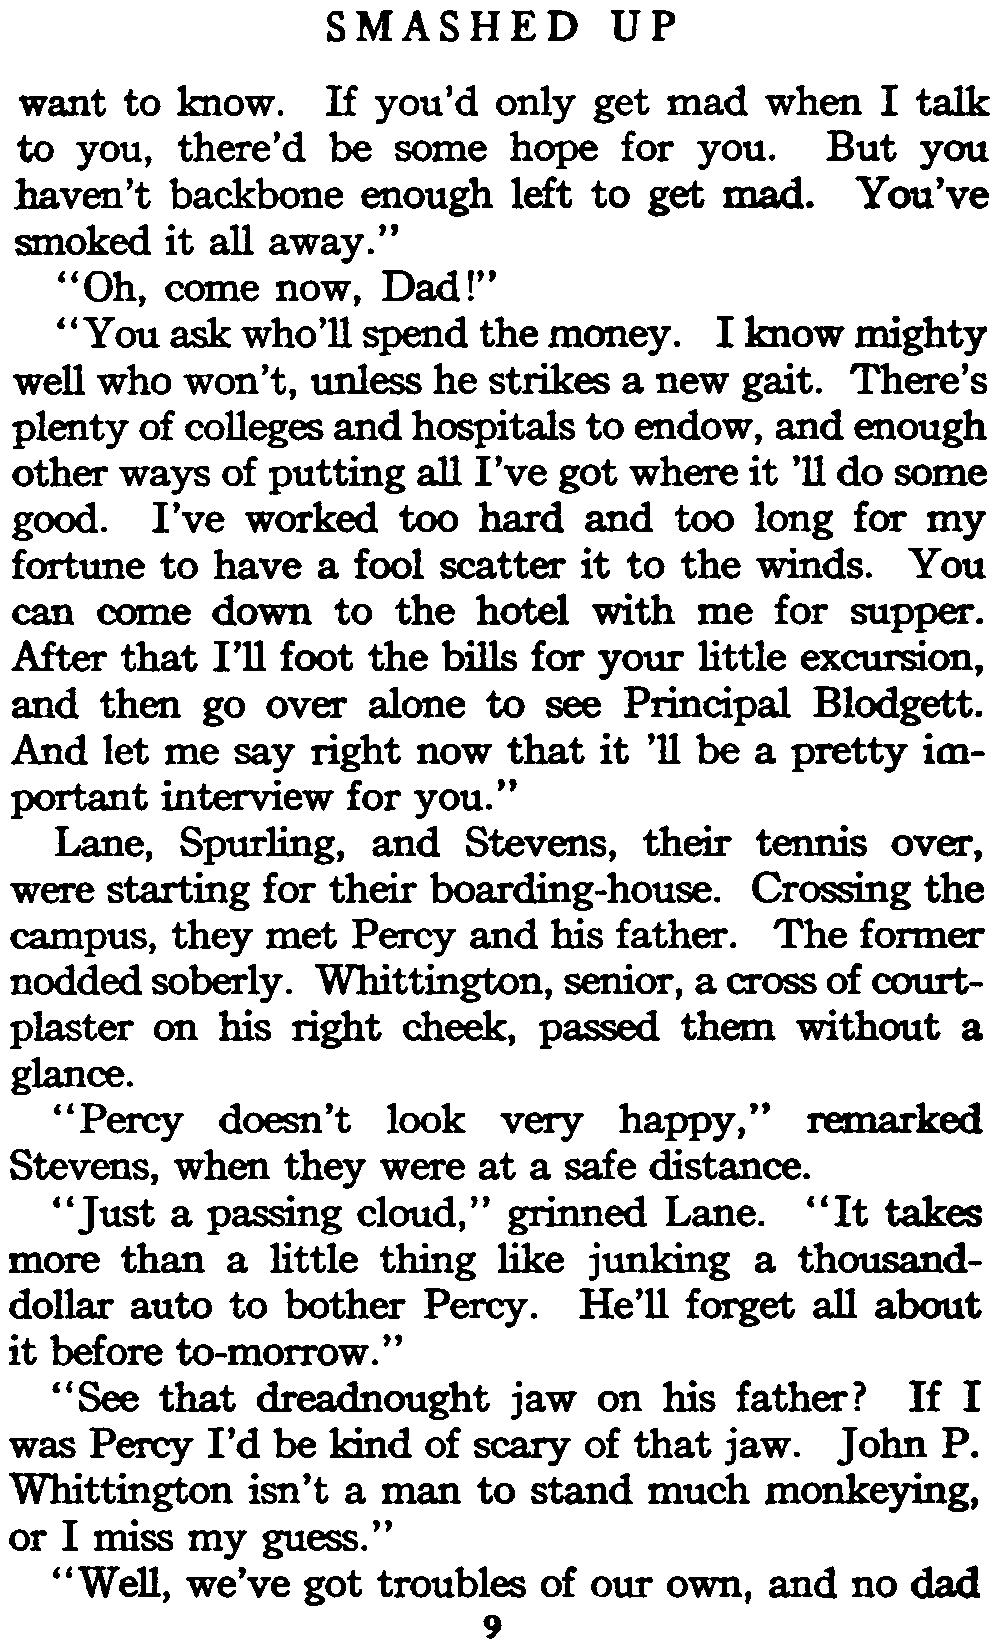 SMASHED UP
want to know. If you'd only get mad when I talk
to you, there'd be some hope for you. But you
haven't backbone enough left to get mad. You've
smoked it all away."
"Oh, come now, Dad!"
"You ask who'll spend the money. I know mighty
well who won't, unless he strikes a new gait. There's
plenty of colleges and hospitals to endow, and enough
other ways of putting all I've got where it 'll do some
good. I've worked too hard and too long for my
fortune to have a fool scatter it to the winds. You
can come down to the hotel with me for supper.
After that I'll foot the bills for your little excursion,
and then go over alone to see Principal Blodgett.
And let me say right now that it 'll be a pretty im-
portant interview for you."
Lane, Spurling, and Stevens, their tennis over,
were starting for their boarding-house. Crossing the
campus, they met Percy and his father. The former
nodded soberly. Whittington, senior, a cross of court-
plaster on his right cheek, passed them without a
glance.
"Percy doesn't look very happy," remarked
Stevens, when they were at a safe distance.
"Just a passing cloud," grinned Lane. "It takes
more than a little thing like junking a thousand-
dollar auto to bother Percy. He'll forget all about
it before to-morrow."
"See that dreadnought jaw on his father? If I
was Percy I'd be kind of scary of that jaw. John P.
Whittington isn't a man to stand much monkeying,
or I miss my guess."
"Well, we've got troubles of our own, and no dad
9